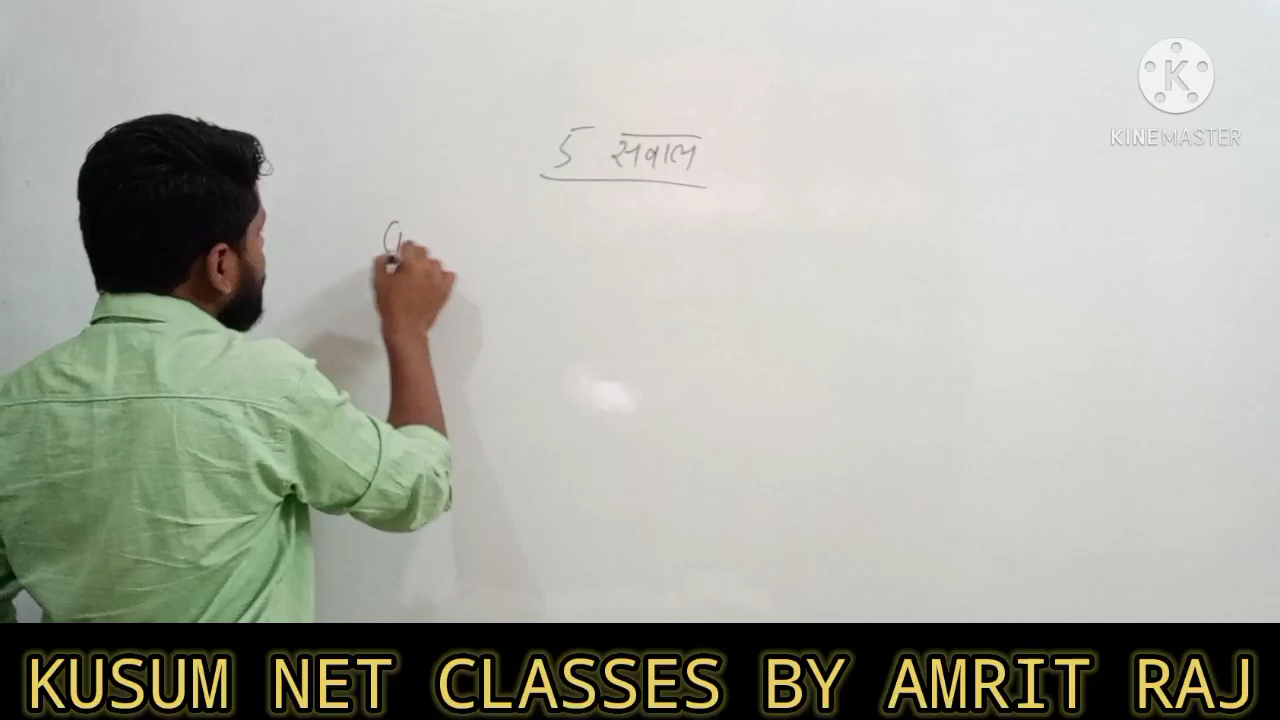 K
KINEMASTER
5 सवाल
KUSUM NET CLASSES BY AMRIT RAJ